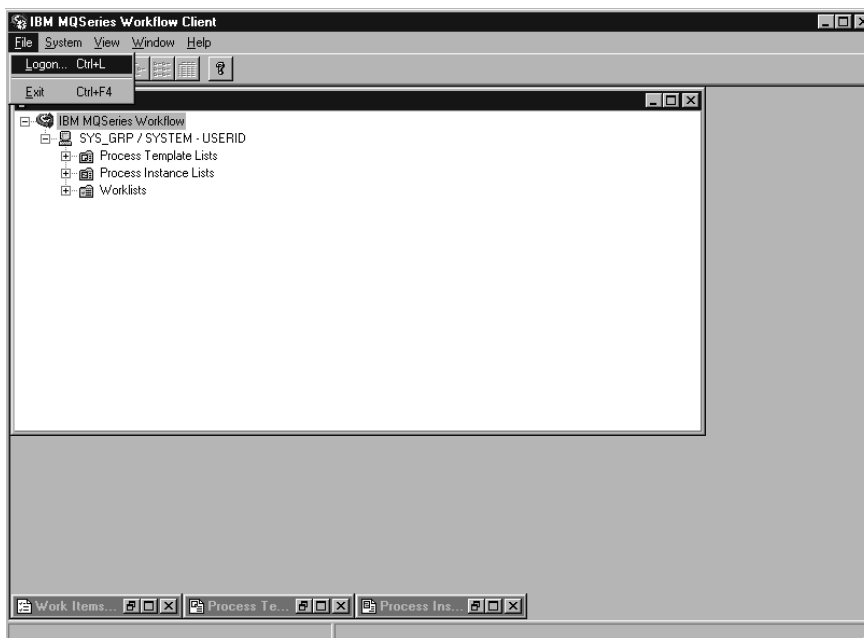 IBM MQSeries Workflow Client
File System View Window Help
Logon... Ctrl+L
Exit Ctrl+F4
IBM MQSeries Workflow
SYS_GRP / SYSTEM - USERID
Process Template Lists
Process Instance Lists
Worklists
Work Items... Process Te... Process Ins...